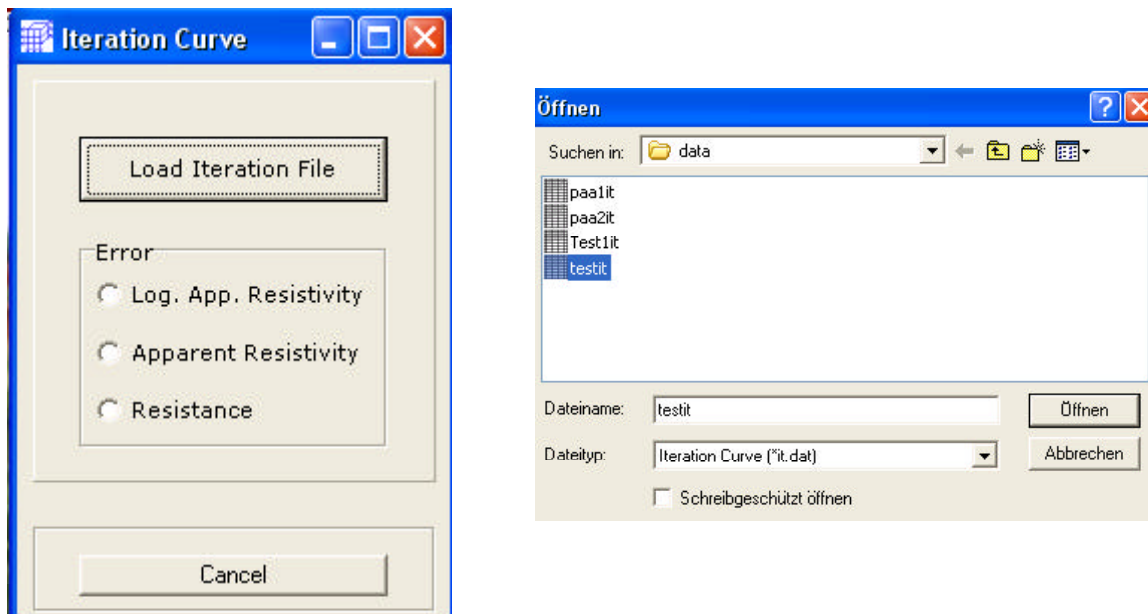 Iteration Curve
Load Iteration File
Error
Log. App. Resistivity
Apparent Resistivity
Resistance
Cancel
Öffnen
Suchen in: data
paa1it
paa2it
Test1it
testit
Dateiname: testit Öffnen
Dateityp: Iteration Curve (*it.dat) Abbrechen
Schreibgeschützt öffnen